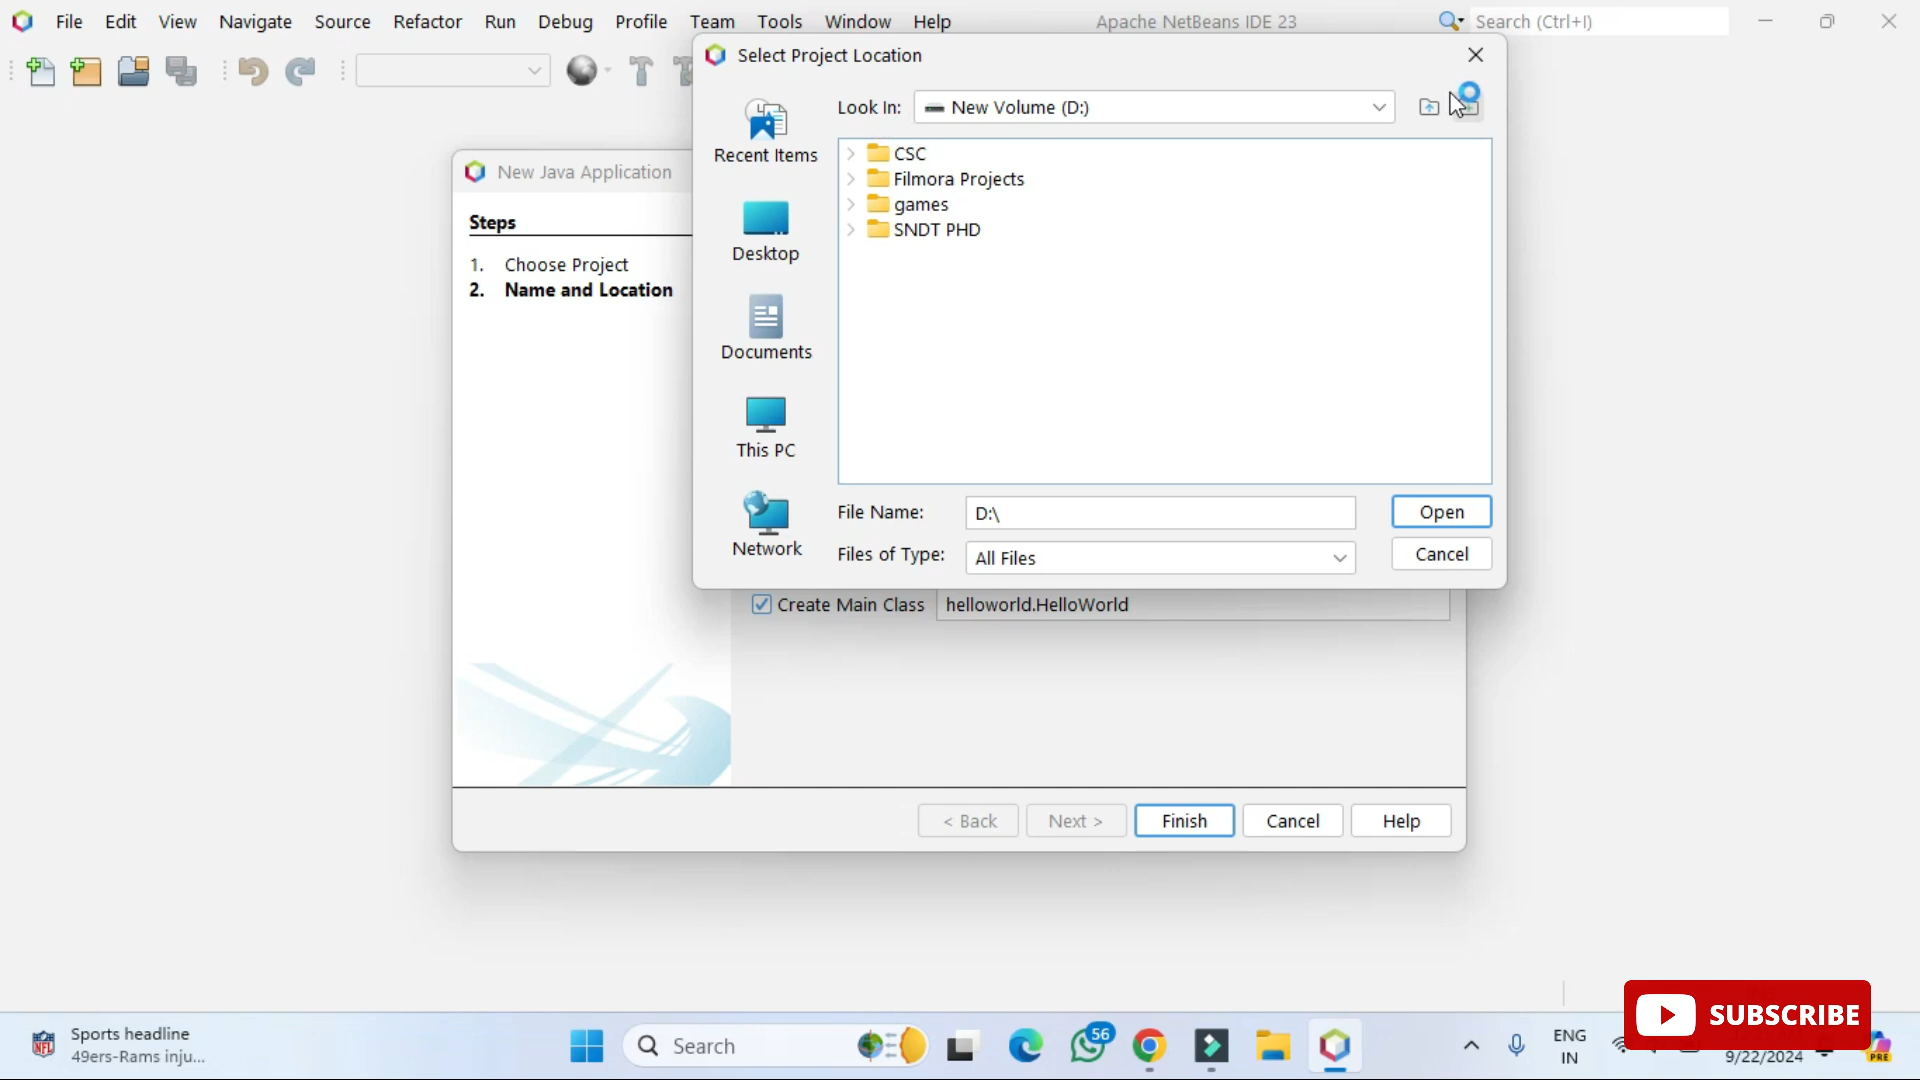 File Edit View Navigate Source Refactor Run Debug Profile Team Tools Window Help
Apache NetBeans IDE 23
Search (Ctrl+I)
Select Project Location
Look In:
New Volume (D:)
Recent Items
Desktop
Documents
This PC
Network
CSC
Filmora Projects
games
SNDT PHD
File Name:
D:\
Open
Files of Type:
All Files
Cancel
New Java Application
Steps
1. Choose Project
2. Name and Location
Create Main Class
helloworld.HelloWorld
< Back
Next >
Finish
Cancel
Help
SUBSCRIBE
Sports headline
49ers-Rams inju...
Search
56
ENG
IN
9/22/2024
PRE